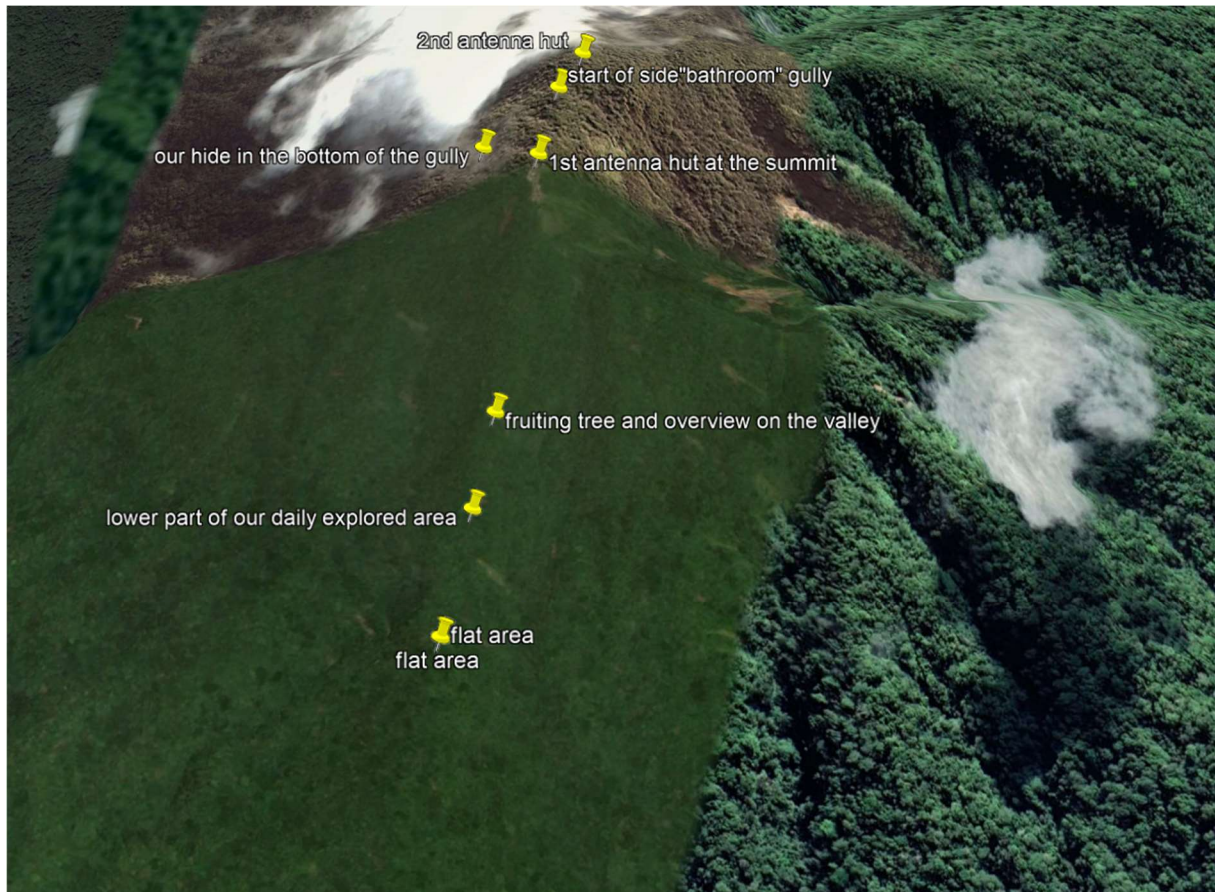 2nd antenna hut
start of side"bathroom" gully
our hide in the bottom of the gully
1st antenna hut at the summit
fruiting tree and overview on the valley
lower part of our daily explored area
flat area
flat area